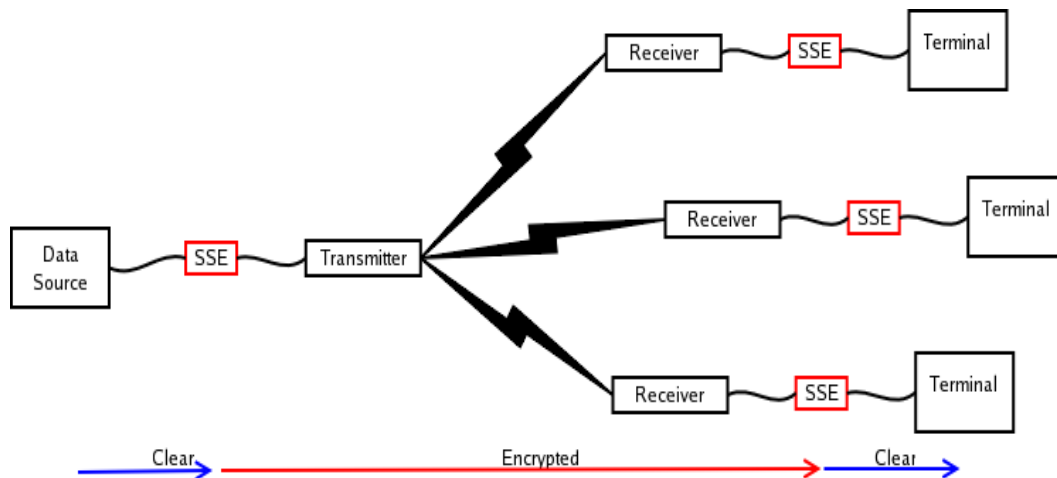 Receiver
SSE
Terminal
Receiver
SSE
Terminal
Data
Source
SSE
Transmitter
Receiver
SSE
Terminal
Clear
Encrypted
Clear